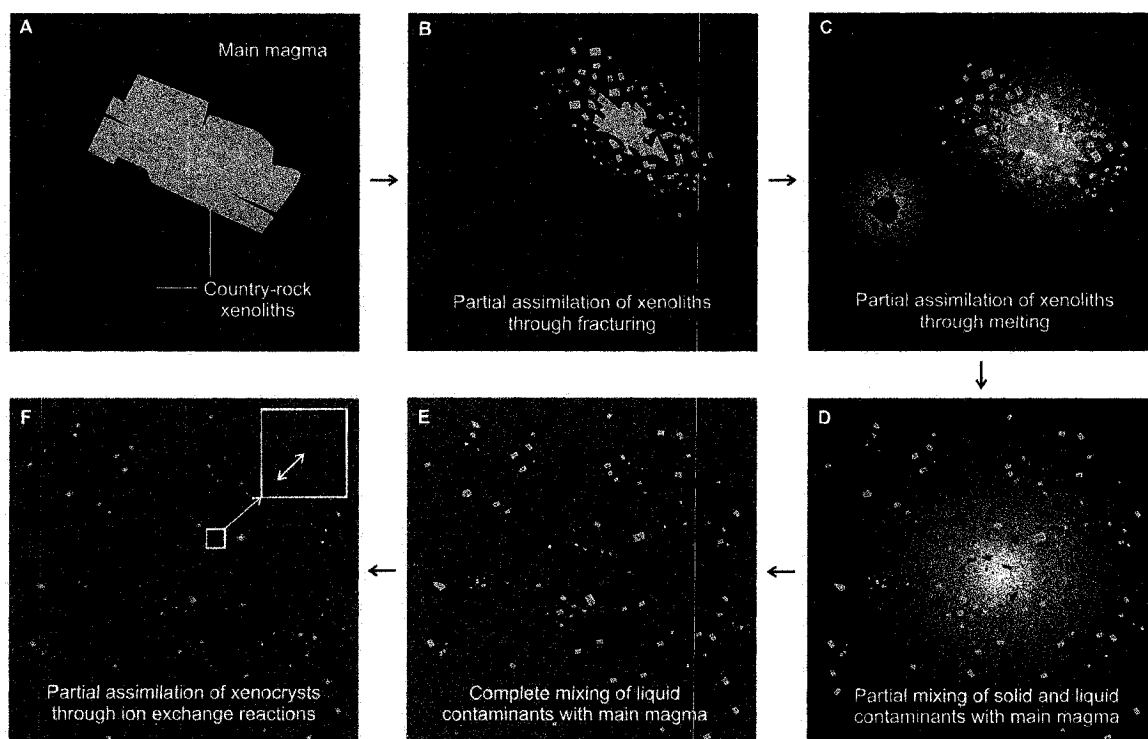 A
Main magma
Country-rock
xenoliths
B
Partial assimilation of xenoliths
through fracturing
C
Partial assimilation of xenoliths
through melting
F
Partial assimilation of xenocrysts
through ion exchange reactions
E
Complete mixing of liquid
contaminants with main magma
D
Partial mixing of solid and liquid
contaminants with main magma